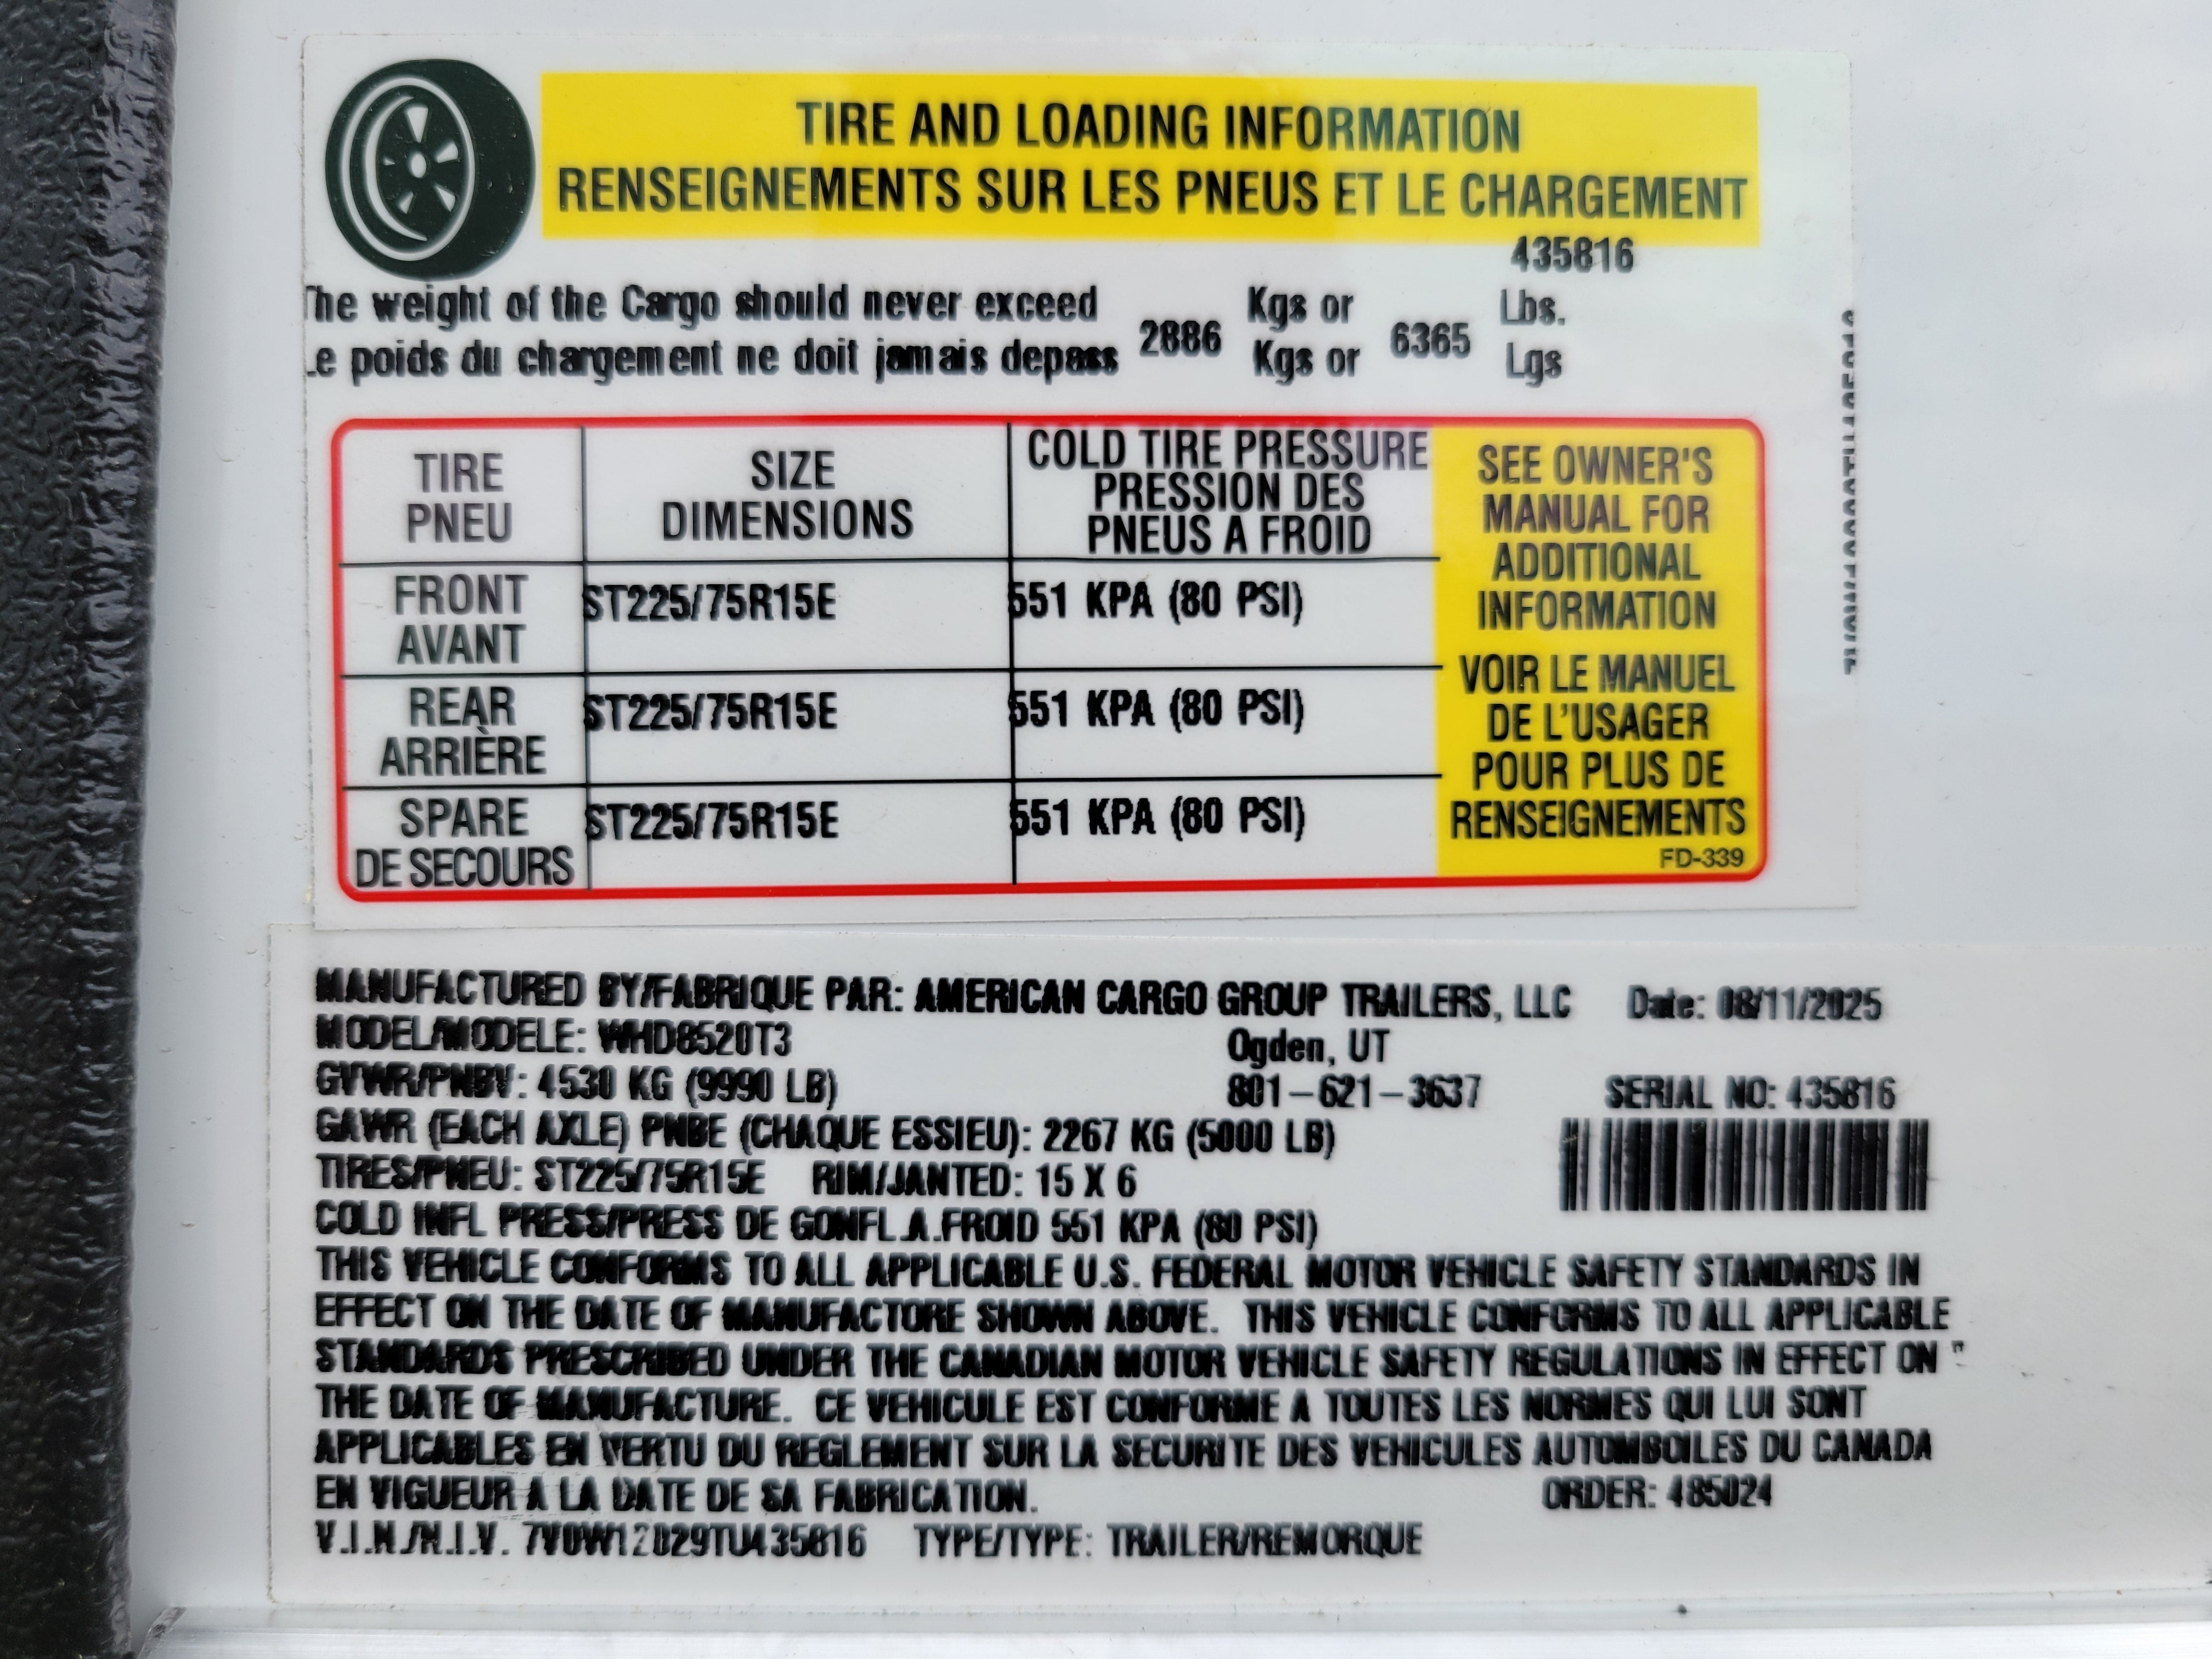 TIRE AND LOADING INFORMATION
RENSEIGNEMENTS SUR LES PNEUS ET LE CHARGEMENT
435816
The weight of the Cargo should never exceed 2886 Kgs or 6365 Lbs.
Le poids du chargement ne doit jamais depass Kgs or Lgs
TIRE PNEU
SIZE DIMENSIONS
COLD TIRE PRESSURE
PRESSION DES
PNEUS A FROID
FRONT AVANT ST225/75R15E 551 KPA (80 PSI)
REAR ARRIÈRE ST225/75R15E 551 KPA (80 PSI)
SPARE DE SECOURS ST225/75R15E 551 KPA (80 PSI)
SEE OWNER'S
MANUAL FOR
ADDITIONAL
INFORMATION
VOIR LE MANUEL
DE L'USAGER
POUR PLUS DE
RENSEIGNEMENTS
FD-339
MANUFACTURED BY/FABRIQUE PAR: AMERICAN CARGO GROUP TRAILERS, LLC Date: 08/11/2025
MODEL/MODELE: WHD8520T3 Ogden, UT
GVWR/PNBV: 4530 KG (9990 LB) 801-621-3637 SERIAL NO: 435816
GAWR (EACH AXLE) PNBE (CHAQUE ESSIEU): 2267 KG (5000 LB)
TIRES/PNEU: ST225/75R15E RIM/JANTED: 15 X 6
COLD INFL PRESS/PRESS DE GONFL.A.FROID 551 KPA (80 PSI)
THIS VEHICLE CONFORMS TO ALL APPLICABLE U.S. FEDERAL MOTOR VEHICLE SAFETY STANDARDS IN
EFFECT ON THE DATE OF MANUFACTORE SHOWN ABOVE. THIS VEHICLE CONFORMS TO ALL APPLICABLE
STANDARDS PRESCRIBED UNDER THE CANADIAN MOTOR VEHICLE SAFETY REGULATIONS IN EFFECT ON "
THE DATE OF MANUFACTURE. CE VEHICULE EST CONFORME A TOUTES LES NORMES QUI LUI SONT
APPLICABLES EN VERTU DU REGLEMENT SUR LA SECURITE DES VEHICULES AUTOMBOILES DU CANADA
EN VIGUEUR A LA DATE DE SA FABRICATION. ORDER: 485024
V.I.N./N.I.V. 7V0W12029TU435816 TYPE/TYPE: TRAILER/REMORQUE